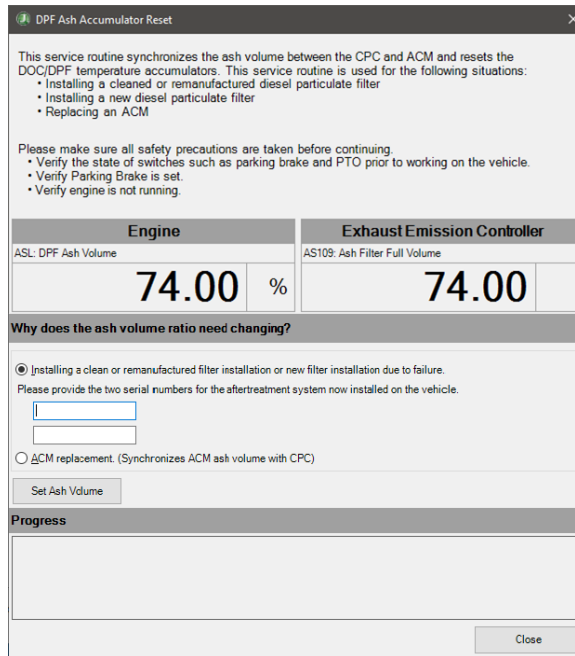 DPF Ash Accumulator Reset
This service routine synchronizes the ash volume between the CPC and ACM and resets the
DOC/DPF temperature accumulators. This service routine is used for the following situations:
• Installing a cleaned or remanufactured diesel particulate filter
• Installing a new diesel particulate filter
• Replacing an ACM
Please make sure all safety precautions are taken before continuing.
• Verify the state of switches such as parking brake and PTO prior to working on the vehicle.
• Verify Parking Brake is set.
• Verify engine is not running.
Engine
ASL: DPF Ash Volume
74.00 %
Exhaust Emission Controller
AS109: Ash Filter Full Volume
74.00
Why does the ash volume ratio need changing?
Installing a clean or remanufactured filter installation or new filter installation due to failure.
Please provide the two serial numbers for the aftertreatment system now installed on the vehicle.
ACM replacement. (Synchronizes ACM ash volume with CPC)
Set Ash Volume
Progress
Close